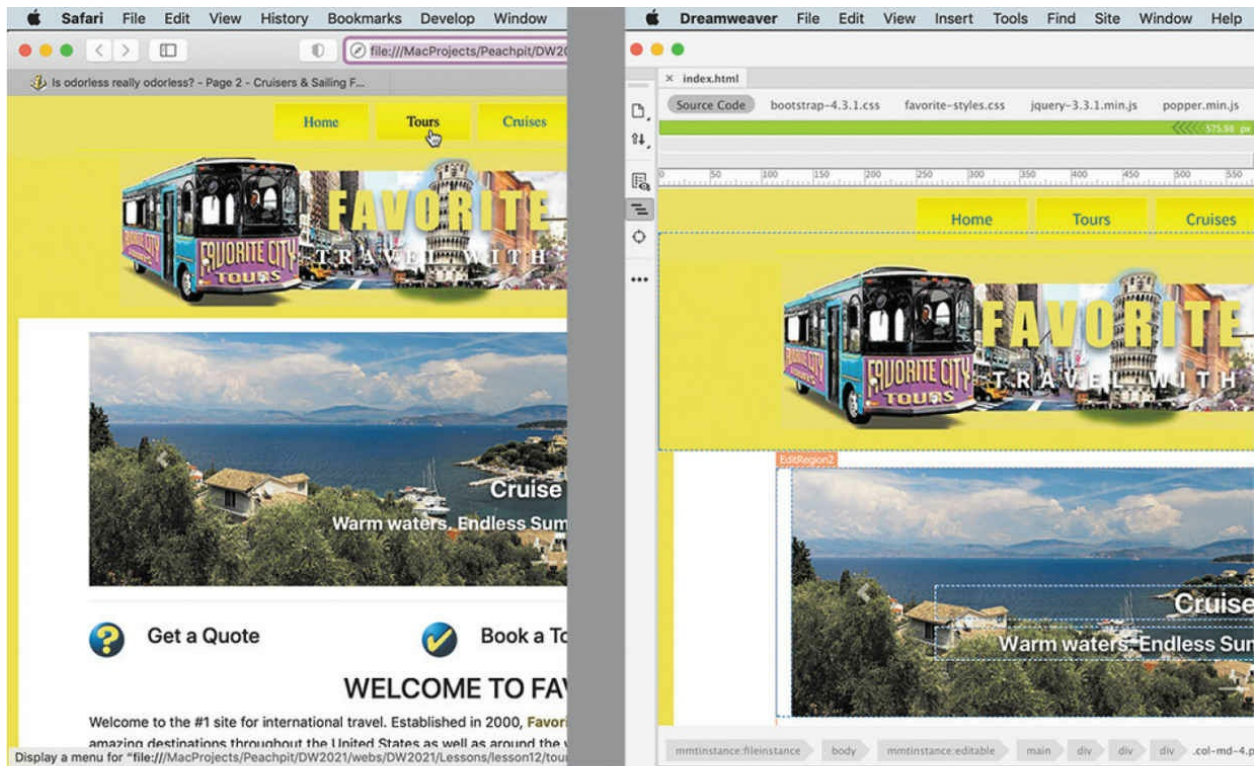 Safari File Edit View History Bookmarks Develop Window
file:///MacProjects/Peachpit/DW20
Is odorless really odorless? - Page 2 - Cruisers & Sailing F...
Home Tours Cruises
FAVORITE
TRAVEL WITH
FAVORITE CITY
TOURS
Cruise
Warm waters. Endless Sum
Get a Quote
Book a To
WELCOME TO FA
Welcome to the #1 site for international travel. Established in 2000, Favori
amazing destinations throughout the United States as well as around the
Display a menu for "file:///MacProjects/Peachpit/DW2021/webs/DW2021/Lessons/lesson12/tou
Dreamweaver File Edit View Insert Tools Find Site Window Help
× index.html
Source Code bootstrap-4.3.1.css favorite-styles.css jquery-3.3.1.min.js popper.min.js
575.98 px
0 50 100 150 200 250 300 350 400 450 500 550
Home Tours Cruises
FAVORITE
TRAVEL WITH
FAVORITE CITY
TOURS
EditRegion2
Cruise
Warm waters. Endless Sun
mmtinstance:fileinstance body mmtinstance:editable main div div div .col-md-4.p